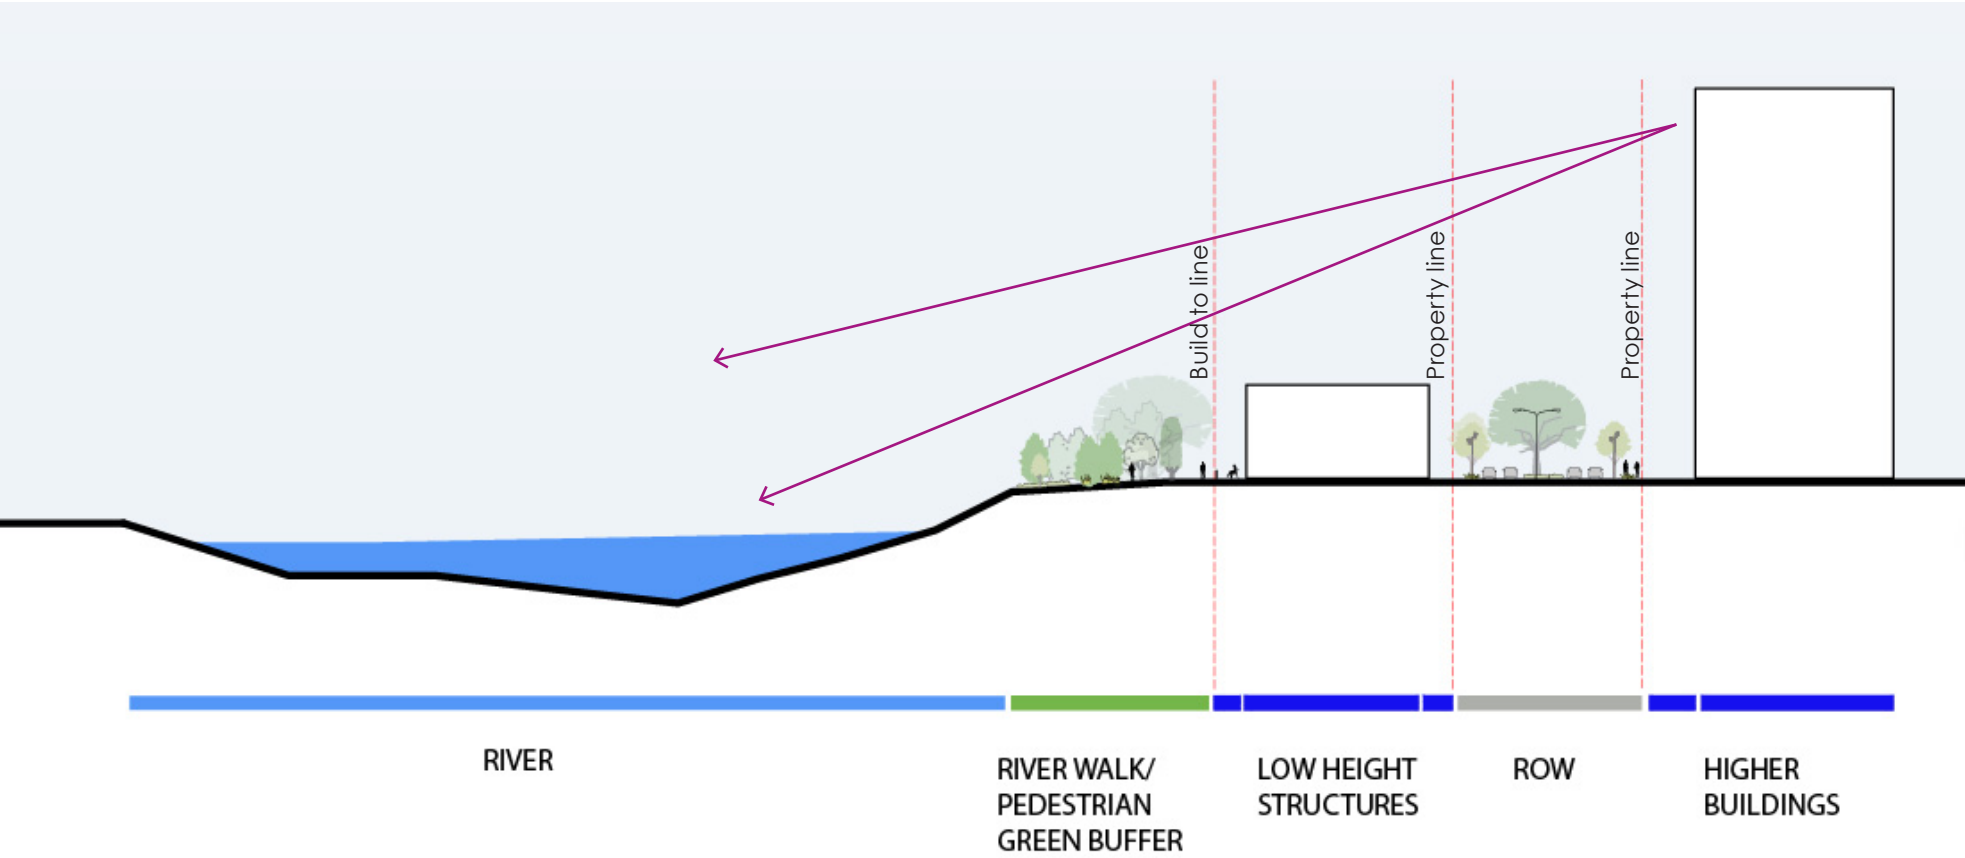 Build to line
Property line
Property line
RIVER
RIVER WALK/
PEDESTRIAN
GREEN BUFFER
LOW HEIGHT
STRUCTURES
ROW
HIGHER
BUILDINGS